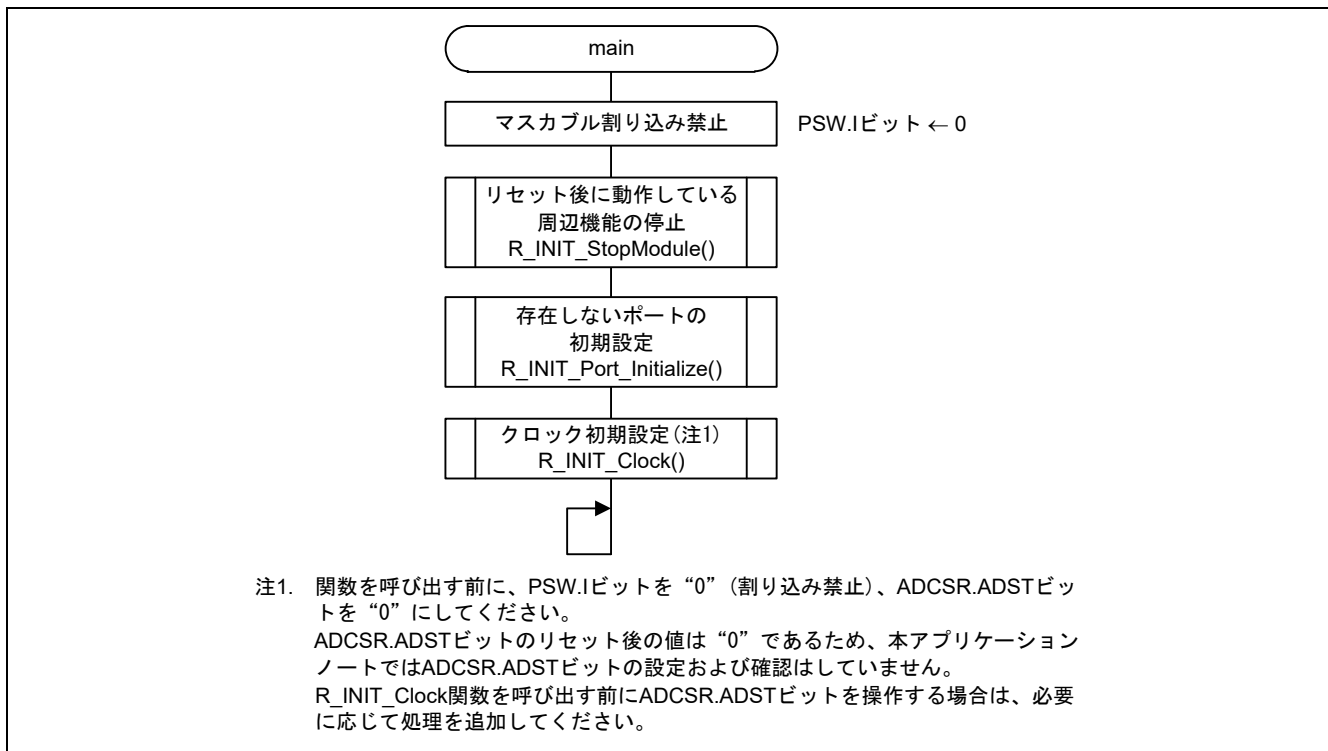 main
マスカブル割り込み禁止
PSW.Iビット ← 0
リセット後に動作している
周辺機能の停止
R_INIT_StopModule()
存在しないポートの
初期設定
R_INIT_Port_Initialize()
クロック初期設定(注1)
R_INIT_Clock()
注1. 関数を呼び出す前に、PSW.Iビットを“0”(割り込み禁止)、ADCSR.ADSTビッ
トを“0”にしてください。
ADCSR.ADSTビットのリセット後の値は“0”であるため、本アプリケーション
ノートではADCSR.ADSTビットの設定および確認はしていません。
R_INIT_Clock関数を呼び出す前にADCSR.ADSTビットを操作する場合は、必要
に応じて処理を追加してください。